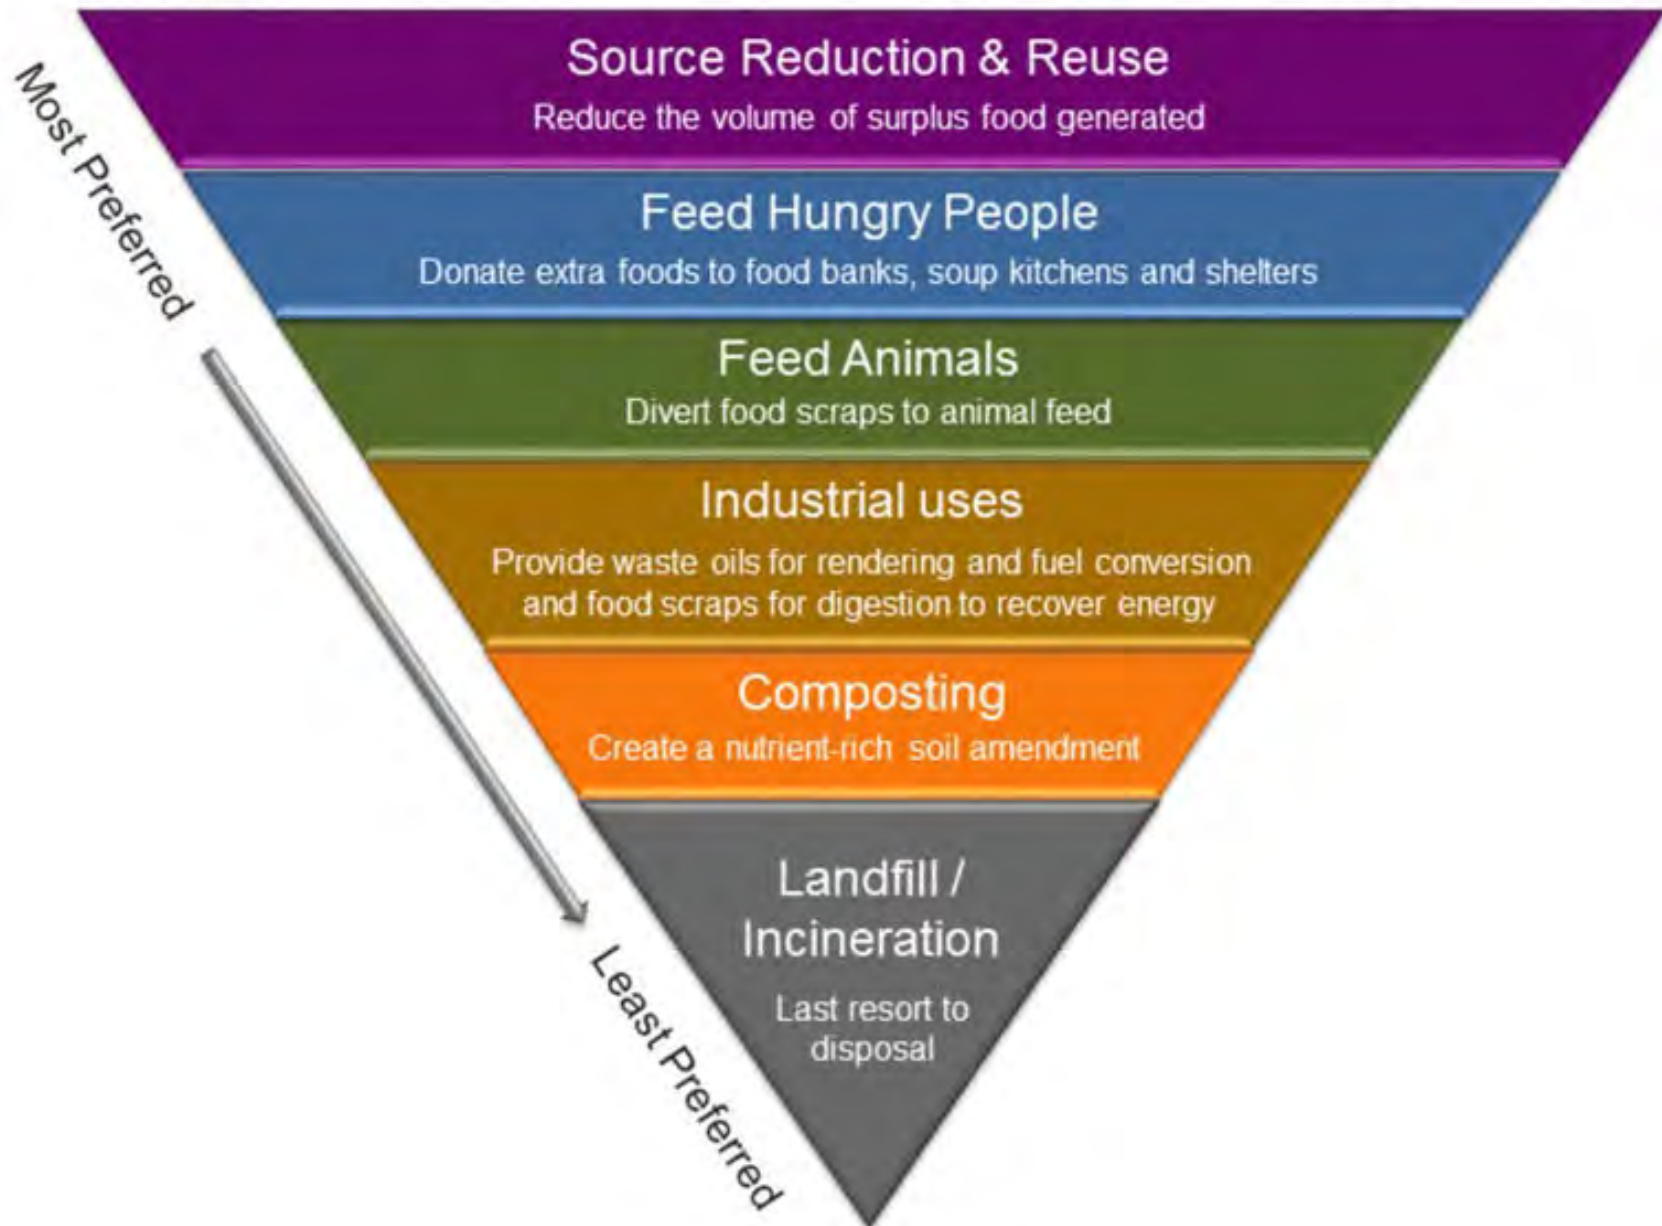 Source Reduction & Reuse
Reduce the volume of surplus food generated
Feed Hungry People
Donate extra foods to food banks, soup kitchens and shelters
Feed Animals
Divert food scraps to animal feed
Industrial uses
Provide waste oils for rendering and fuel conversion
and food scraps for digestion to recover energy
Composting
Create a nutrient-rich soil amendment
Landfill /
Incineration
Last resort to
disposal
Most Preferred
Least Preferred